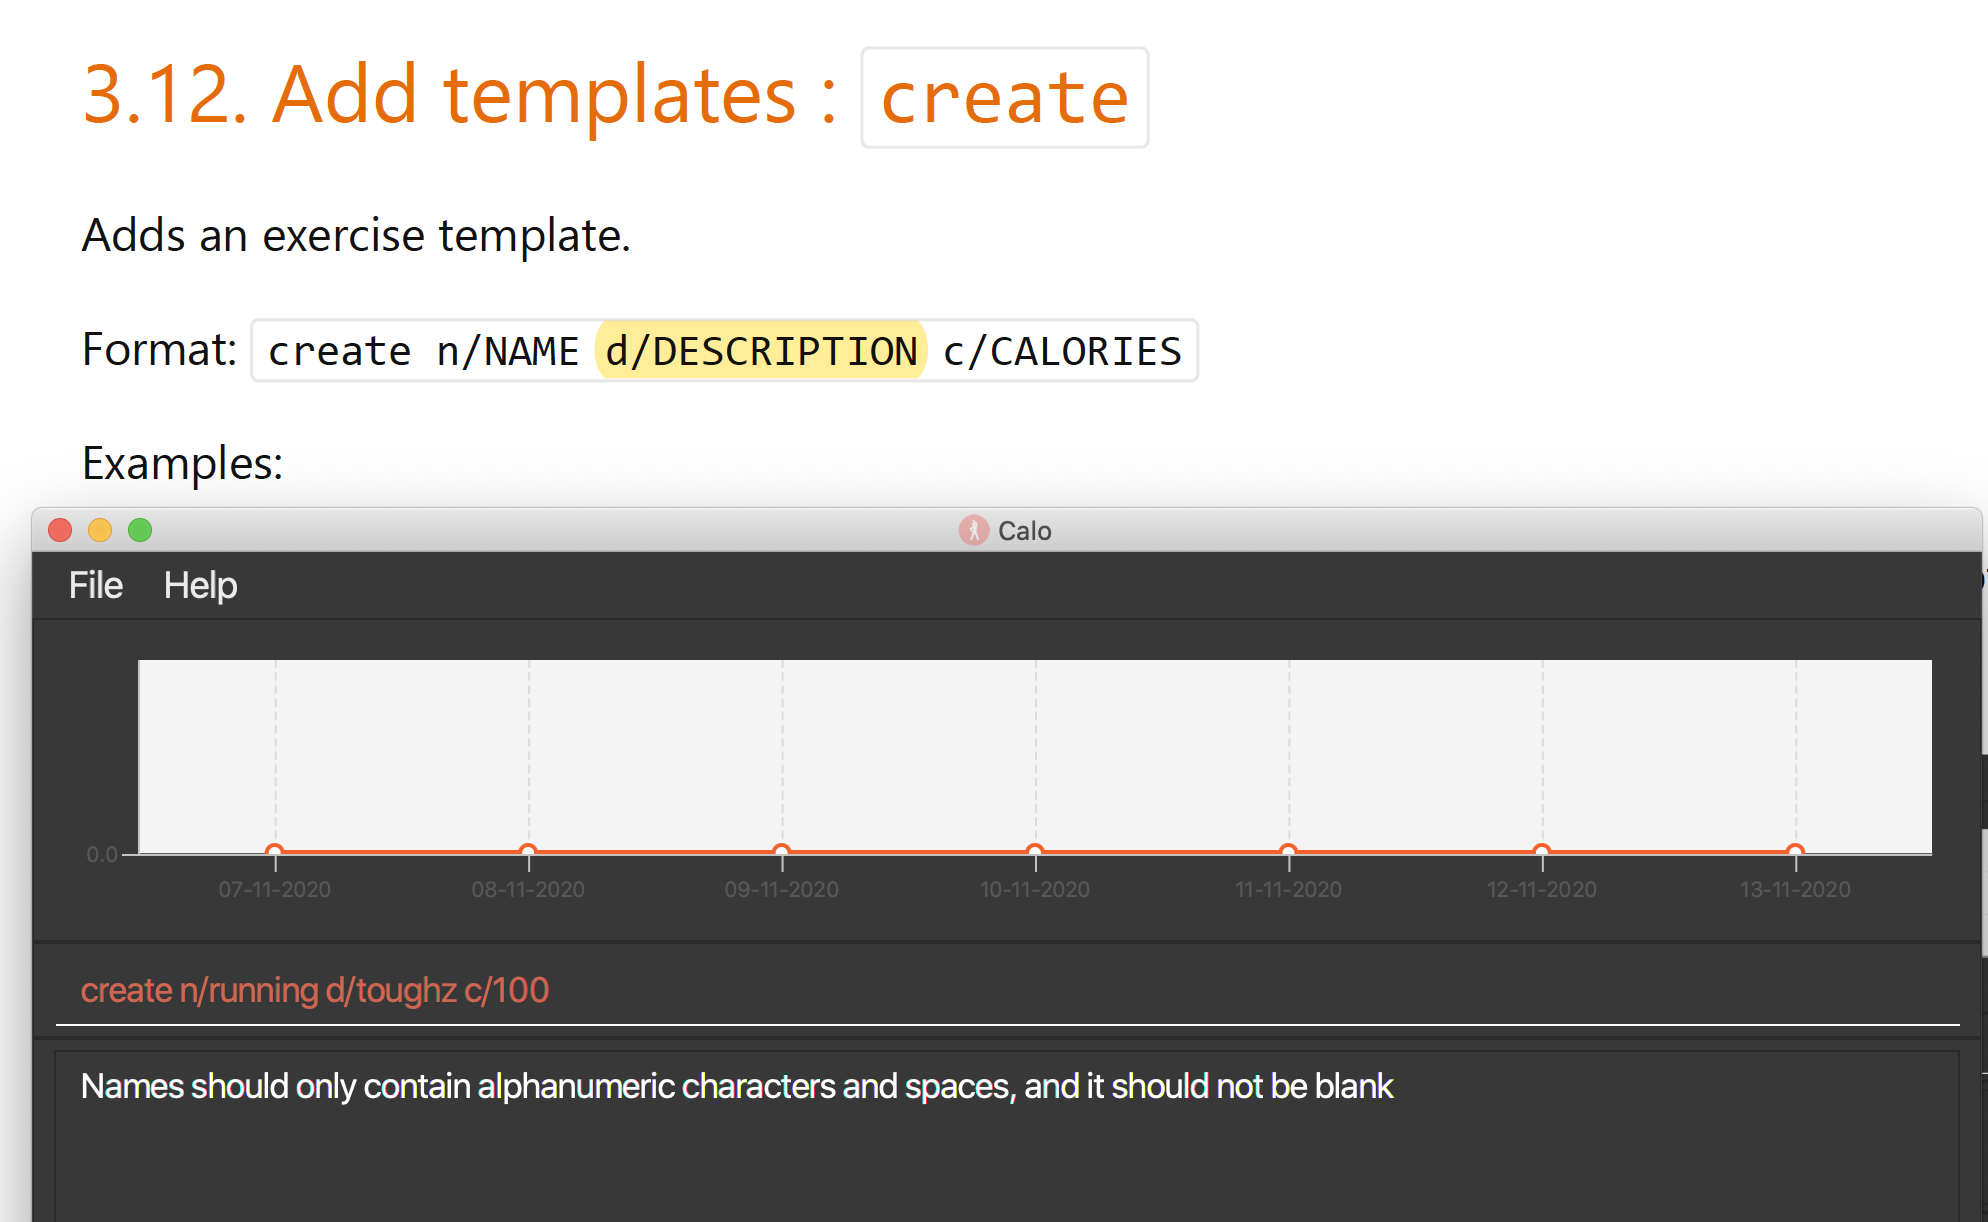 3.12. Add templates : create
Adds an exercise template.
Format: create n/NAME d/DESCRIPTION c/CALORIES
Examples:
Calo
File Help
0.0
07-11-2020 08-11-2020 09-11-2020 10-11-2020 11-11-2020 12-11-2020 13-11-2020
create n/running d/toughz c/100
Names should only contain alphanumeric characters and spaces, and it should not be blank